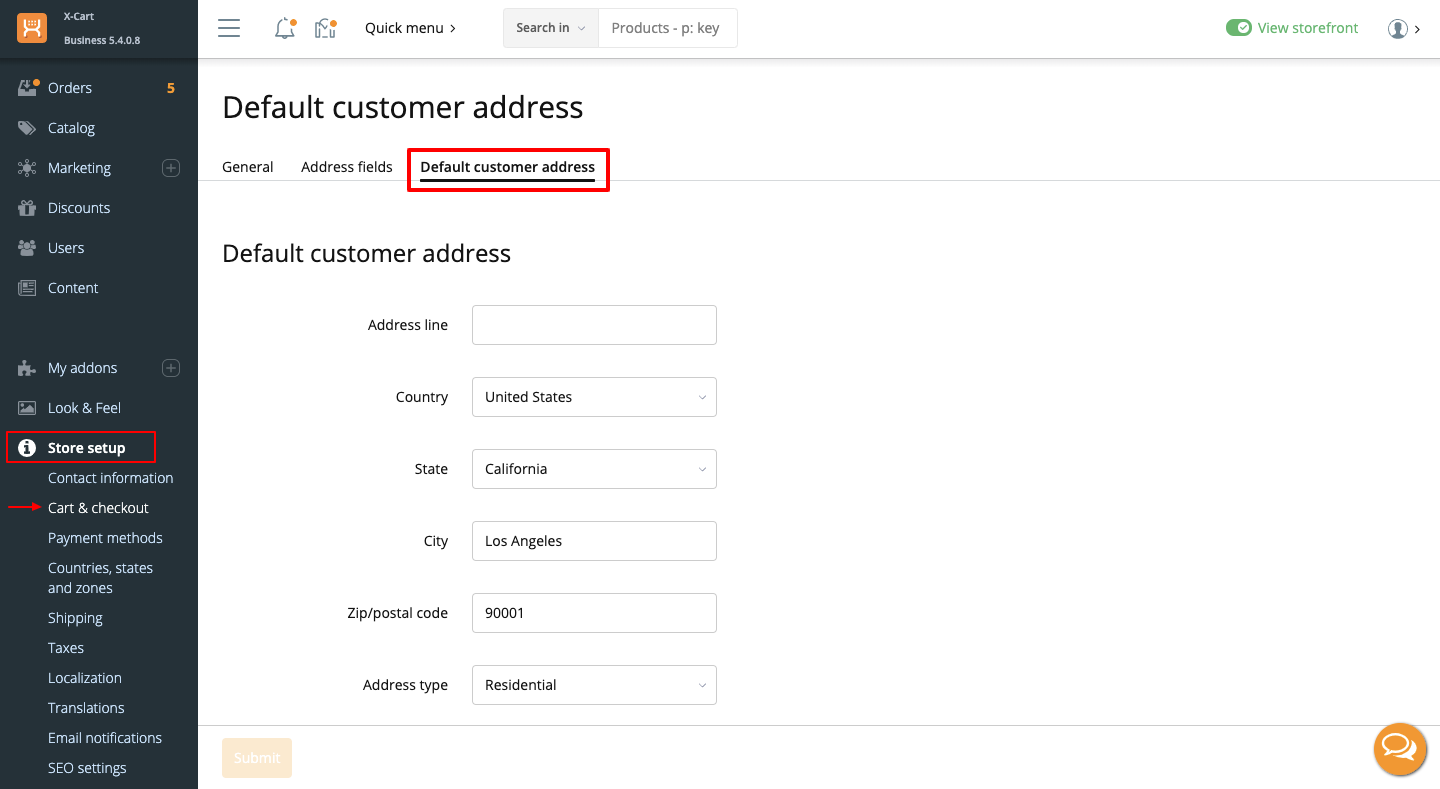 X-Cart
Business 5.4.0.8
Quick menu
Search in
Products - p: key
View storefront
Orders 5
Catalog
Marketing
Discounts
Users
Content
My addons
Look & Feel
Store setup
Contact information
Cart & checkout
Payment methods
Countries, states
and zones
Shipping
Taxes
Localization
Translations
Email notifications
SEO settings
Default customer address
General Address fields Default customer address
Default customer address
Address line
Country United States
State California
City Los Angeles
Zip/postal code 90001
Address type Residential
Submit